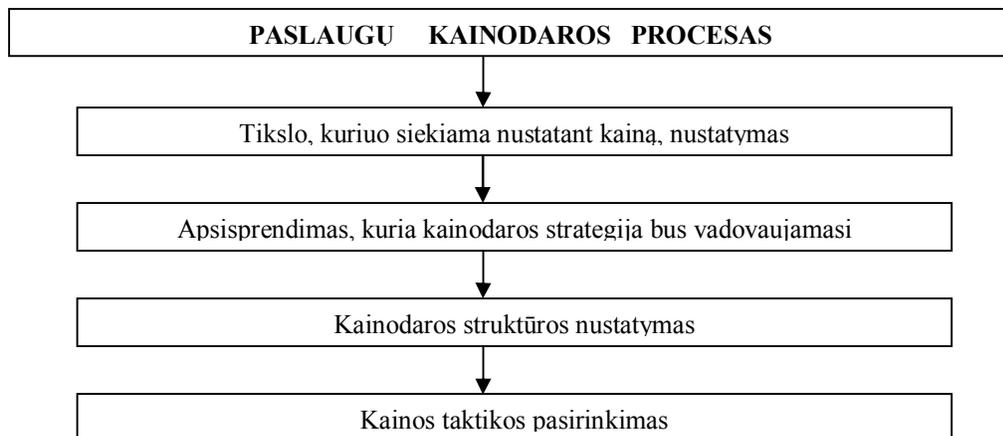 PASLAUGŲ KAINODAROS PROCESAS
Tikslo, kuriuo siekiama nustatant kainą, nustatymas
Apsisprendimas, kuria kainodaros strategija bus vadovaujamasi
Kainodaros struktūros nustatymas
Kainos taktikos pasirinkimas